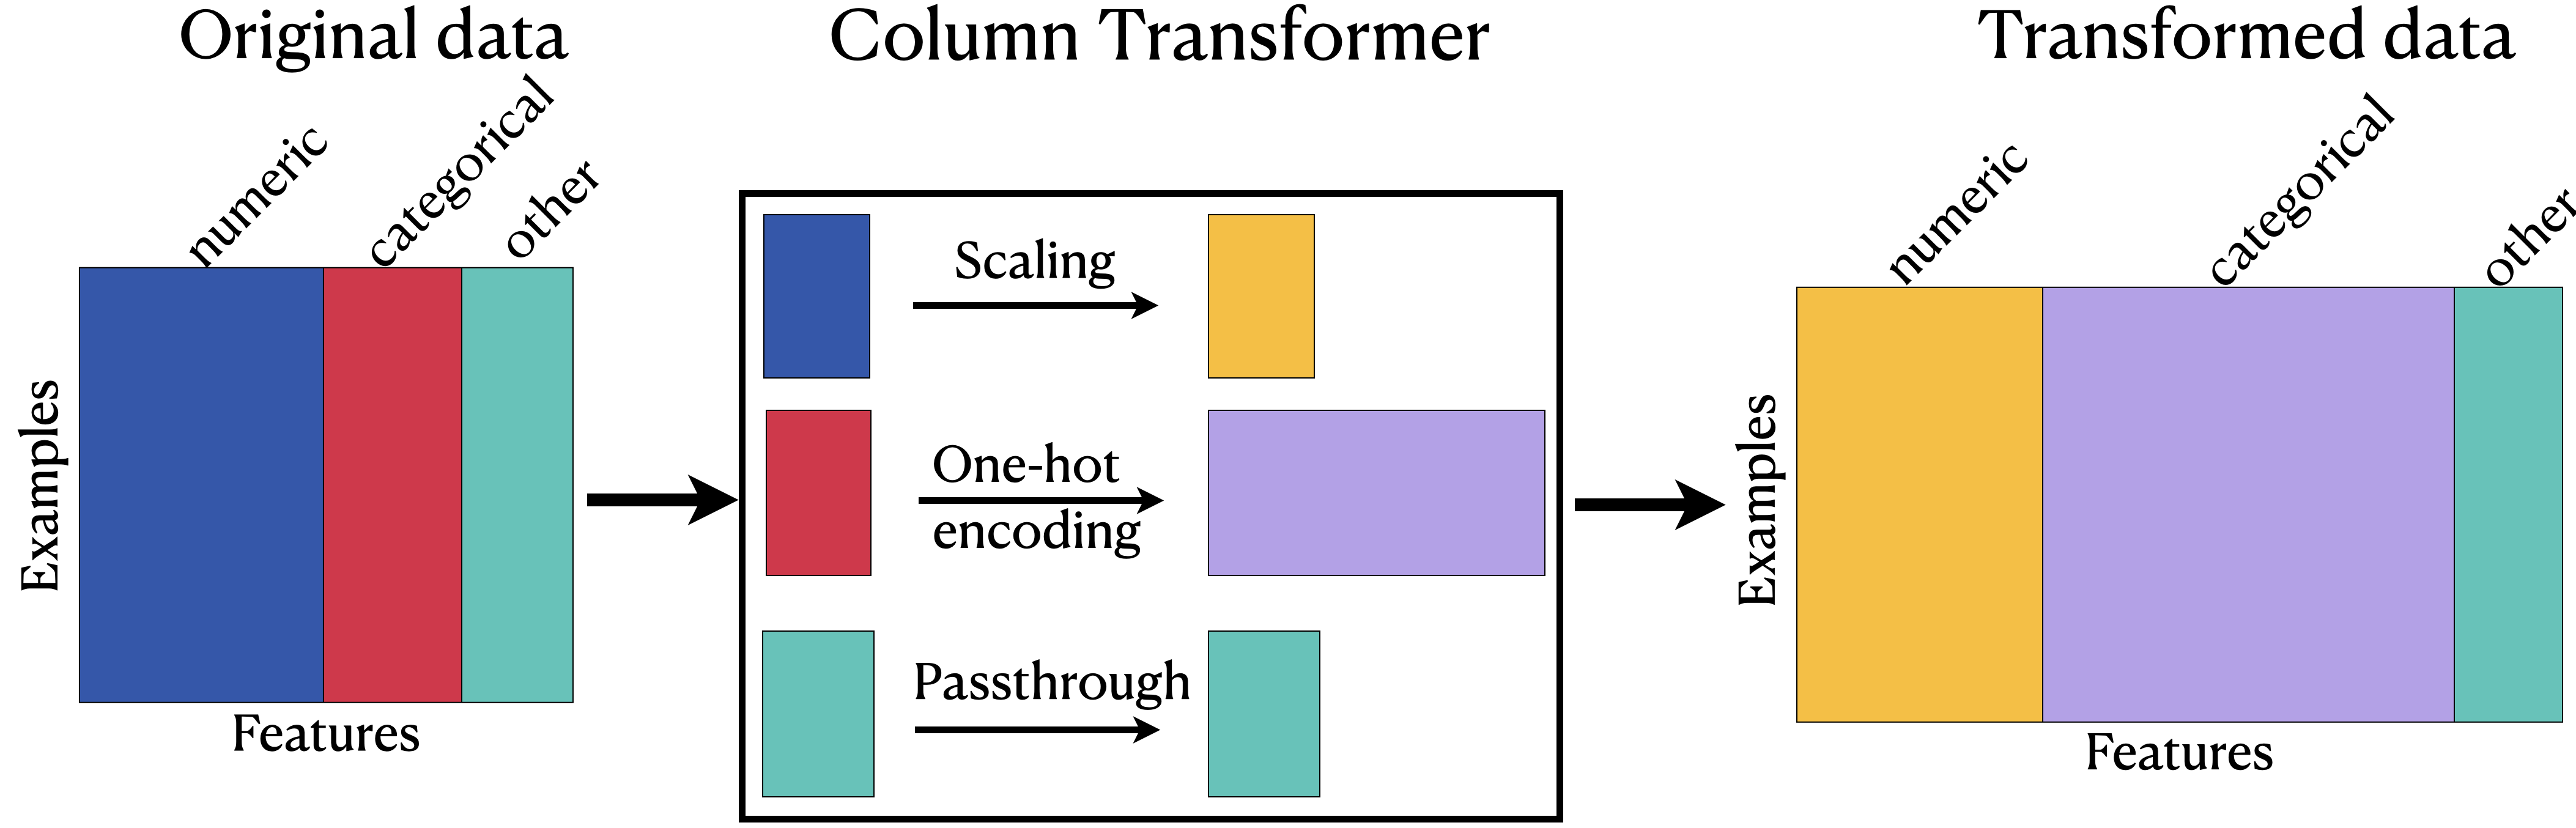 Original data
Column Transformer
Transformed data
numeric
categorical
other
Examples
Features
Scaling
One-hot
encoding
Passthrough
numeric
categorical
other
Examples
Features